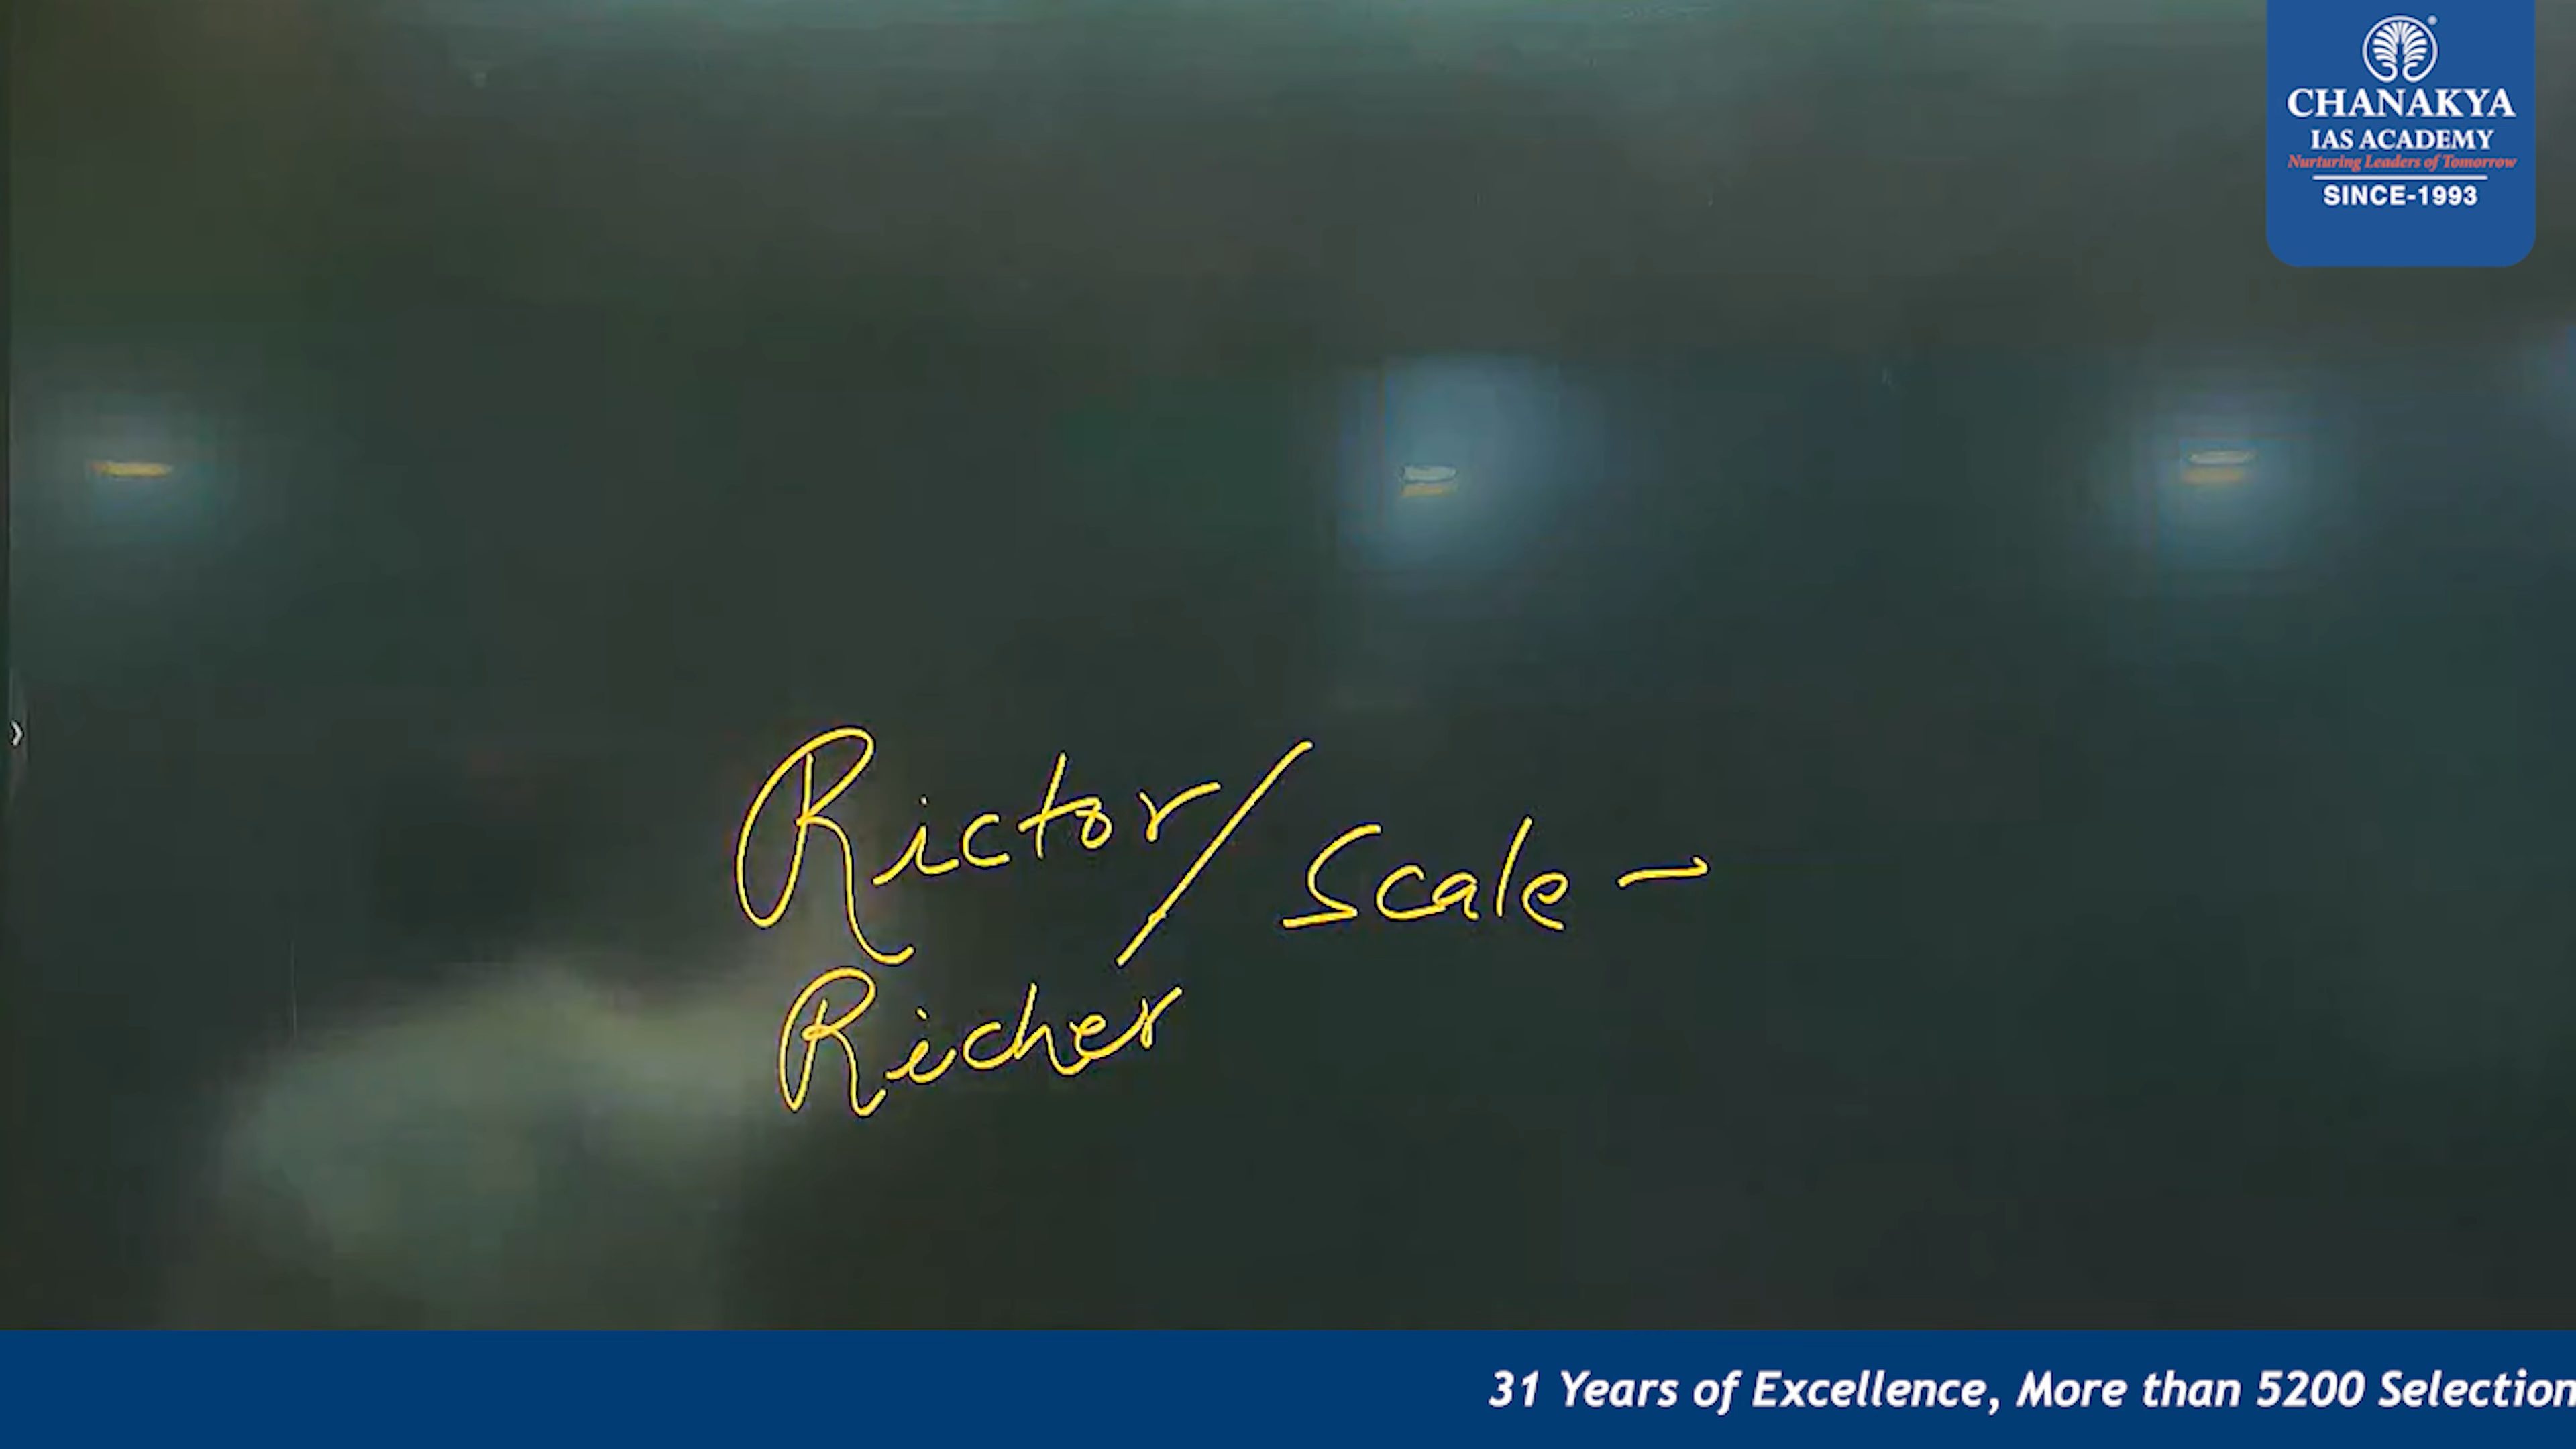 CHANAKYA
IAS ACADEMY
Nurturing Leaders of Tomorrow
SINCE-1993
Rictor/ Scale →
Richer
31 Years of Excellence, More than 5200 Selection